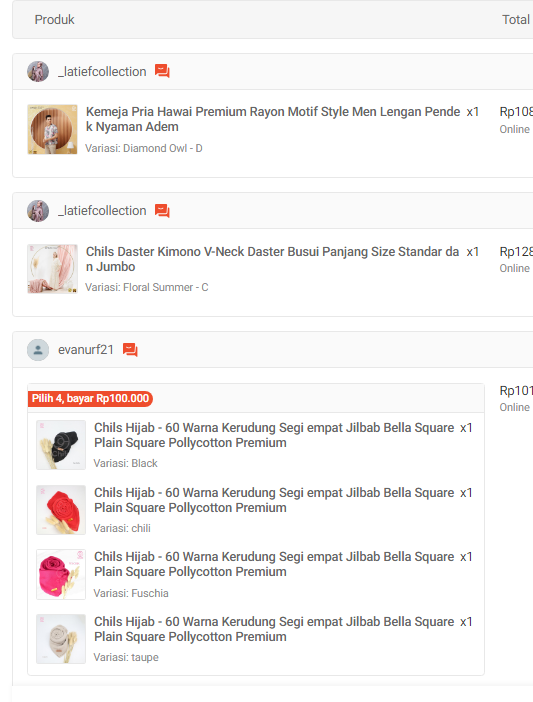 Produk Total
_latiefcollection
Kemeja Pria Hawai Premium Rayon Motif Style Men Lengan Pende x1 Rp108
k Nyaman Adem Online
Variasi: Diamond Owl - D
_latiefcollection
Chils Daster Kimono V-Neck Daster Busui Panjang Size Standar da x1 Rp128
n Jumbo Online
Variasi: Floral Summer - C
evanurf21
Pilih 4, bayar Rp100.000 Rp101
Online
Chils Hijab - 60 Warna Kerudung Segi empat Jilbab Bella Square x1
Plain Square Pollycotton Premium
Variasi: Black
Chils Hijab - 60 Warna Kerudung Segi empat Jilbab Bella Square x1
Plain Square Pollycotton Premium
Variasi: chili
Chils Hijab - 60 Warna Kerudung Segi empat Jilbab Bella Square x1
Plain Square Pollycotton Premium
Variasi: Fuschia
Chils Hijab - 60 Warna Kerudung Segi empat Jilbab Bella Square x1
Plain Square Pollycotton Premium
Variasi: taupe